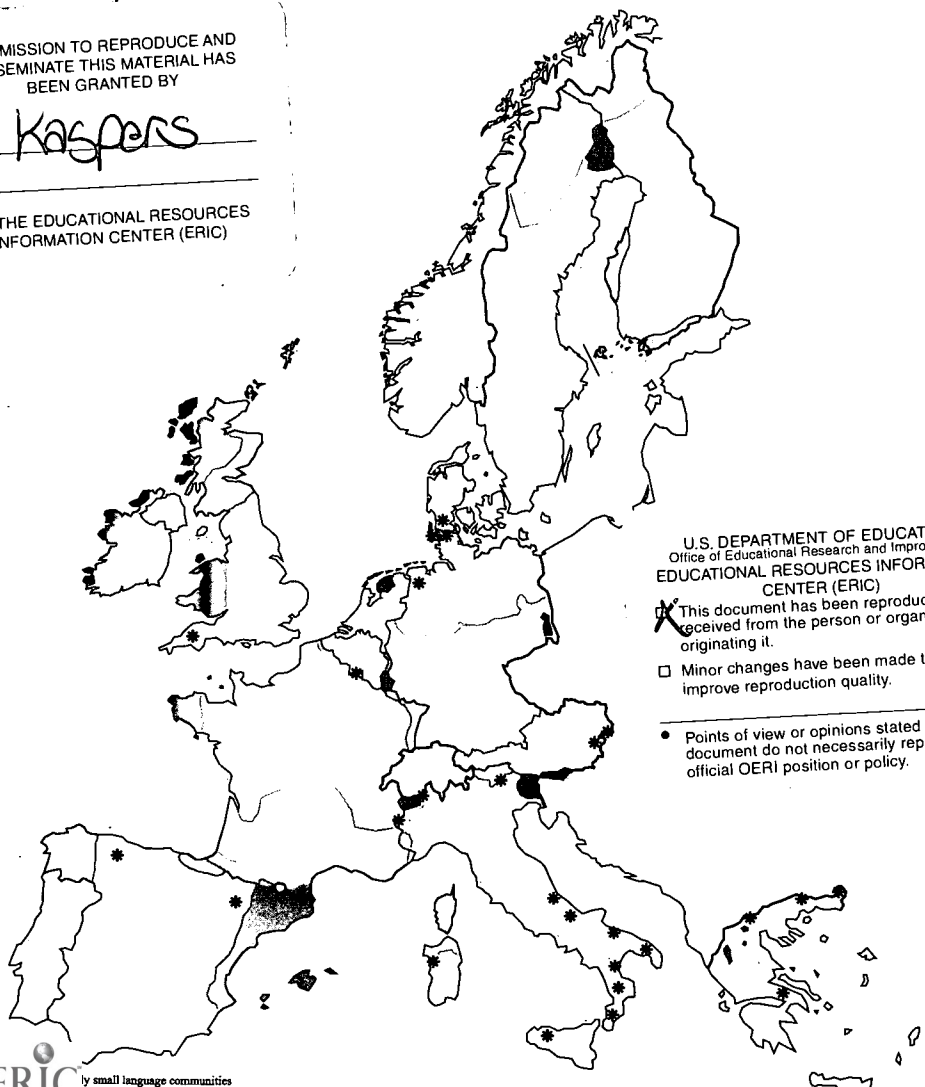 MISSION TO REPRODUCE AND
SEMINATE THIS MATERIAL HAS
BEEN GRANTED BY
Kaspers
THE EDUCATIONAL RESOURCES
NFORMATION CENTER (ERIC)
U.S. DEPARTMENT OF EDUCAT
Office of Educational Research and Impro
EDUCATIONAL RESOURCES INFOR
CENTER (ERIC)
X This document has been reproduc
received from the person or organ
originating it.
□ Minor changes have been made t
improve reproduction quality.
● Points of view or opinions stated
document do not necessarily rep
official OERI position or policy.
ERIC
ly small language communities